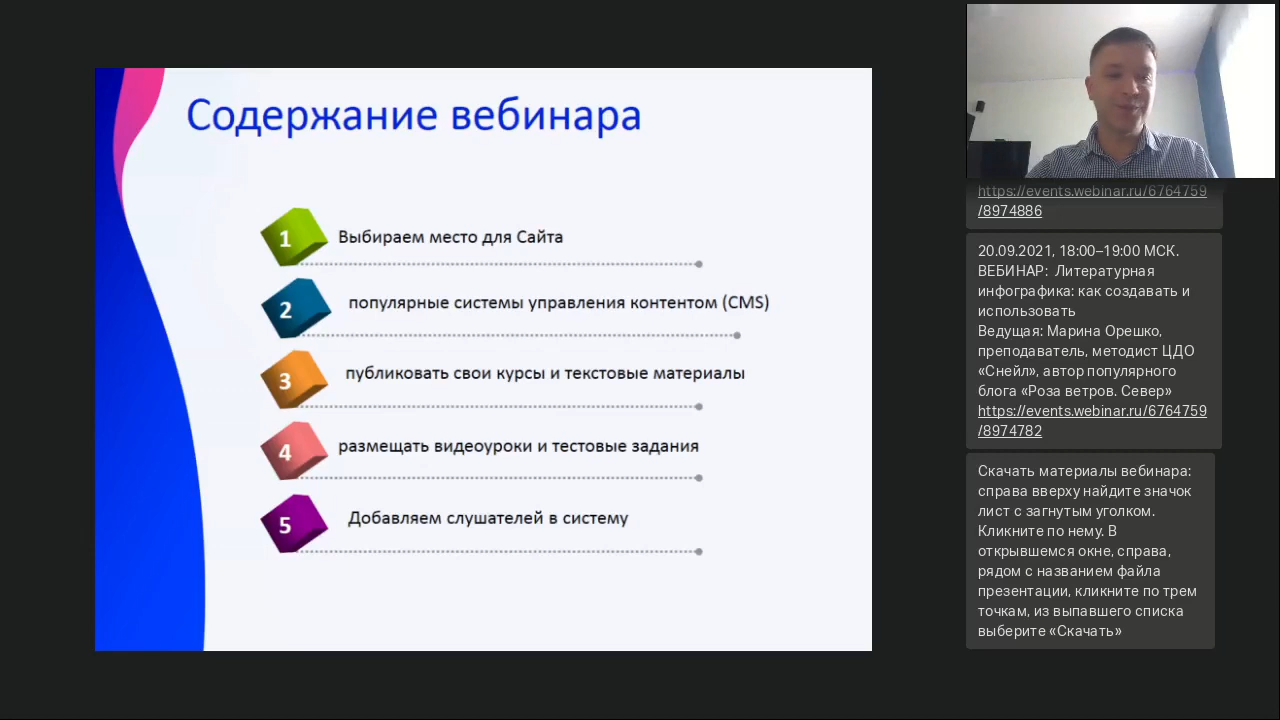 Содержание вебинара
1
Выбираем место для Сайта
2
популярные системы управления контентом (CMS)
3
публиковать свои курсы и текстовые материалы
4
размещать видеоуроки и тестовые задания
5
Добавляем слушателей в систему
https://events.webinar.ru/6764759
/8974886
20.09.2021, 18:00–19:00 МСК.
ВЕБИНАР: Литературная
инфографика: как создавать и
использовать
Ведущая: Марина Орешко,
преподаватель, методист ЦДО
«Снейл», автор популярного
блога «Роза ветров. Север»
https://events.webinar.ru/6764759
/8974782
Скачать материалы вебинара:
справа вверху найдите значок
лист с загнутым уголком.
Кликните по нему. В
открывшемся окне, справа,
рядом с названием файла
презентации, кликните по трем
точкам, из выпавшего списка
выберите «Скачать»